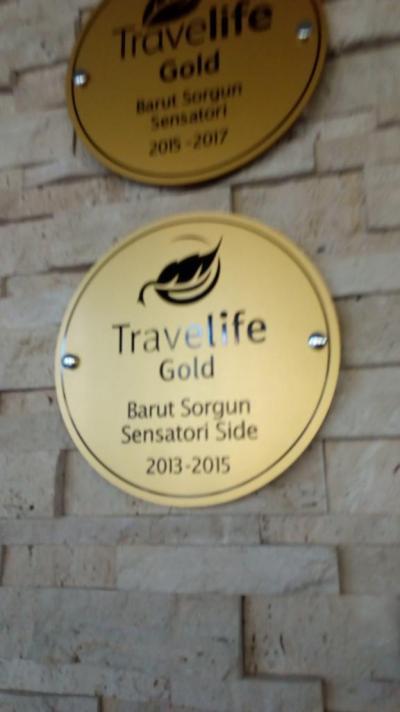 Travelife
Gold
Barut Sorgun
Sensatori
2015-2017
Travelife
Gold
Barut Sorgun
Sensatori Side
2013-2015